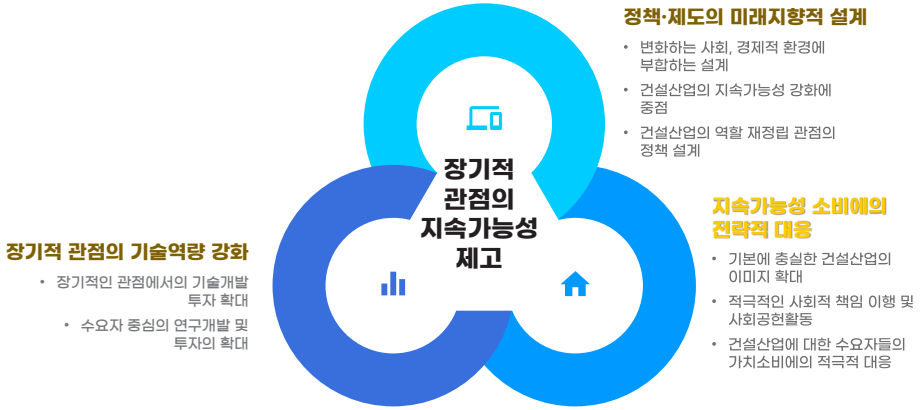 정책·제도의 미래지향적 설계
• 변화하는 사회, 경제적 환경에
부합하는 설계
• 건설산업의 지속가능성 강화에
중점
• 건설산업의 역할 재정립 관점의
정책 설계
장기적
관점의
지속가능성
제고
지속가능성 소비에의
전략적 대응
• 기본에 충실한 건설산업의
이미지 확대
• 적극적인 사회적 책임 이행 및
사회공헌활동
• 건설산업에 대한 수요자들의
가치소비에의 적극적 대응
장기적 관점의 기술역량 강화
• 장기적인 관점에서의 기술개발
투자 확대
• 수요자 중심의 연구개발 및
투자의 확대